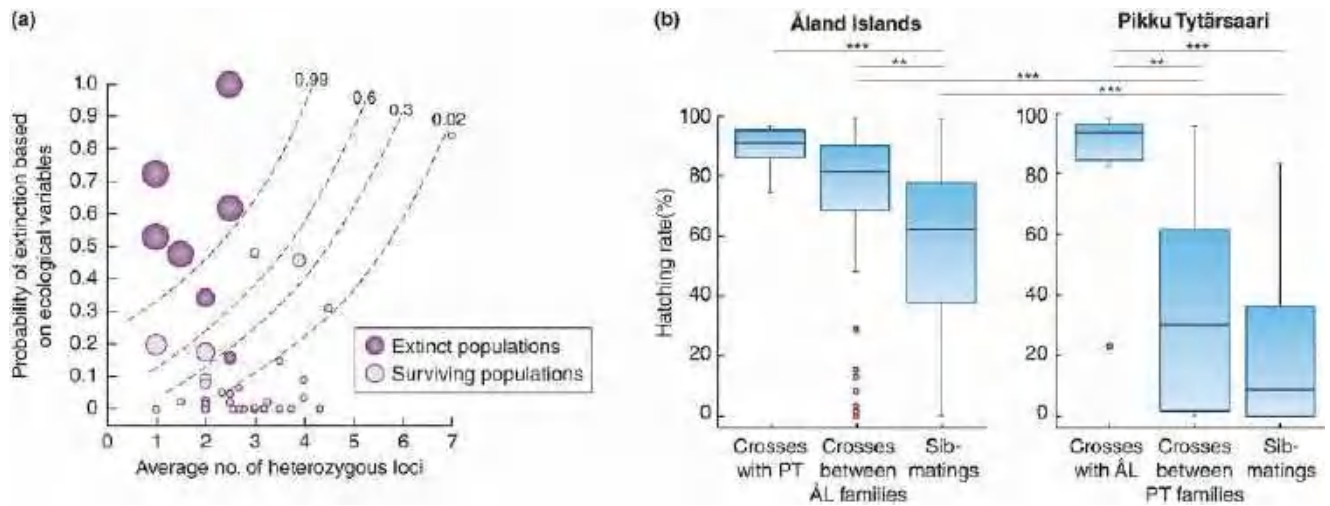 (a)
Probability of extinction based
on ecological variables
1.0
0.9
0.8
0.7
0.6
0.5
0.4
0.3
0.2
0.1
0
0.99
0.6
0.3
0.02
Extinct populations
Surviving populations
0 1 2 3 4 5 6 7
Average no. of heterozygous loci
(b)
Åland islands
Pikku Tytärsaari
*** 
**
***
***
**
***
Hatching rate(%)
100
80
60
40
20
0
100
80
60
40
20
0
Crosses with PT
Crosses between ÅL families
Sib-matings
Crosses with ÅL
Crosses between PT families
Sib-matings